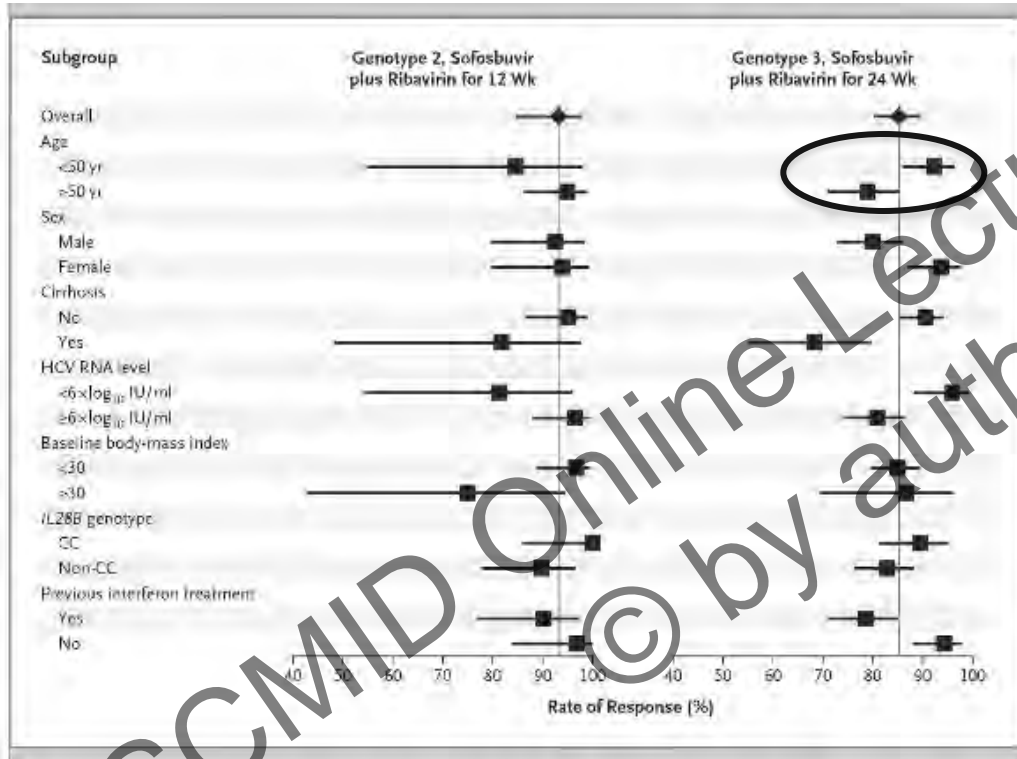 Subgroup
Genotype 2, Sofosbuvir
plus Ribavirin for 12 Wk
Genotype 3, Sofosbuvir
plus Ribavirin for 24 Wk
Overall
Age
<50 yr
≥50 yr
Sex
Male
Female
Cirrhosis
No
Yes
HCV RNA level
<6×log₁₀ IU/ml
≥6×log₁₀ IU/ml
Baseline body-mass index
<30
≥30
IL28B genotype
CC
Non-CC
Previous interferon treatment
Yes
No
40 50 60 70 80 90 100 40 50 60 70 80 90 100
Rate of Response (%)
SCMID Online Lectu
© by auth